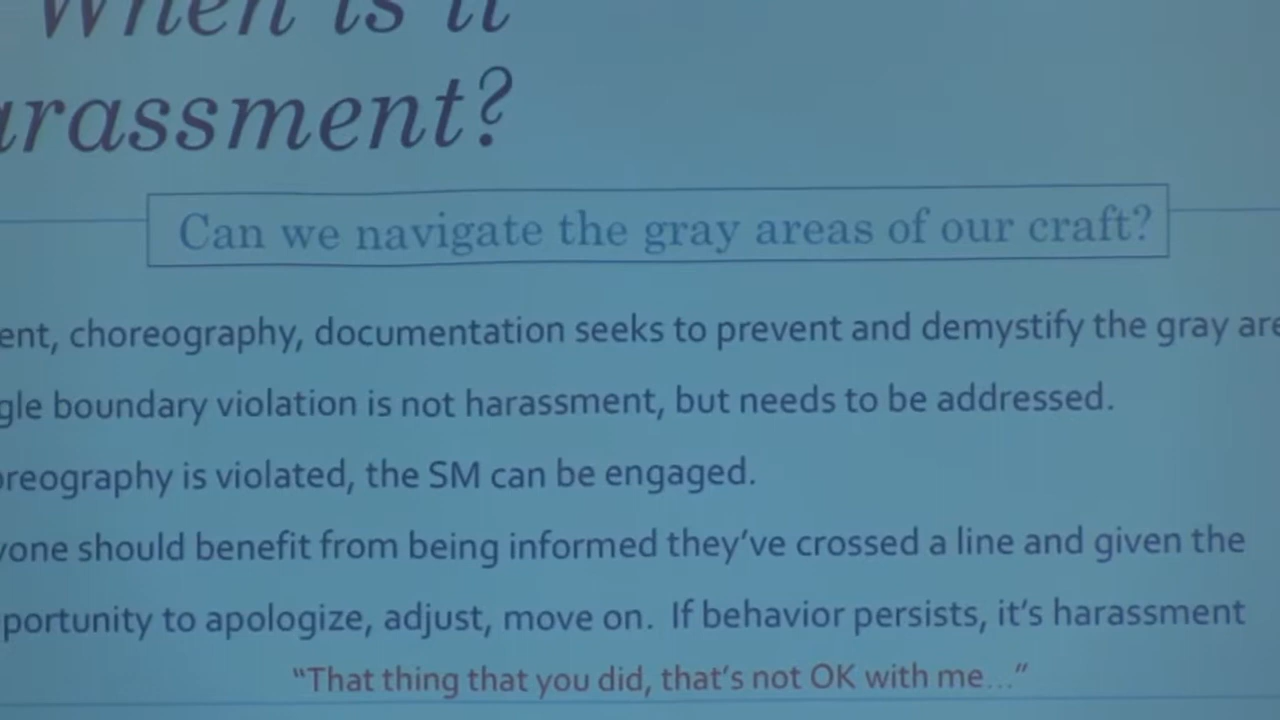 When is it
arassment?
Can we navigate the gray areas of our craft?
ent, choreography, documentation seeks to prevent and demystify the gray are
gle boundary violation is not harassment, but needs to be addressed.
oreography is violated, the SM can be engaged.
yone should benefit from being informed they've crossed a line and given the
portunity to apologize, adjust, move on. If behavior persists, it's harassment
“That thing that you did, that's not OK with me...”